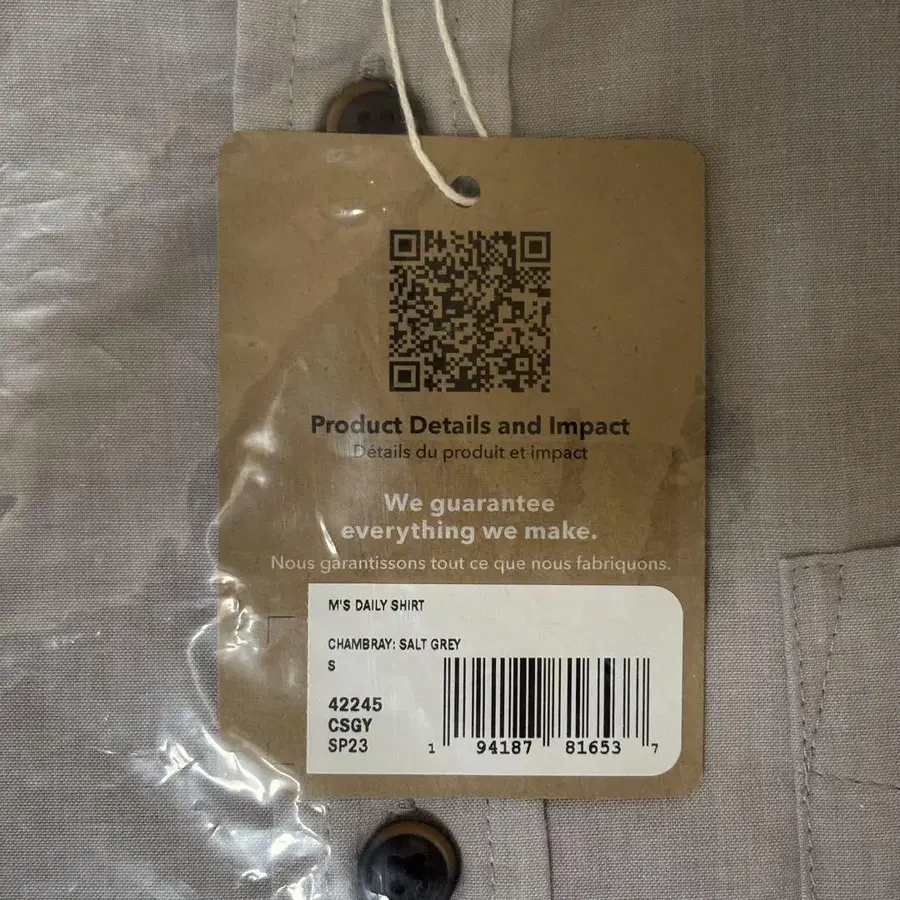 Product Details and Impact
Détails du produit et impact
We guarantee
everything we make.
Nous garantissons tout ce que nous fabriquons.
M'S DAILY SHIRT
CHAMBRAY: SALT GREY
S
42245
CSGY
SP23
1 94187 81653 7